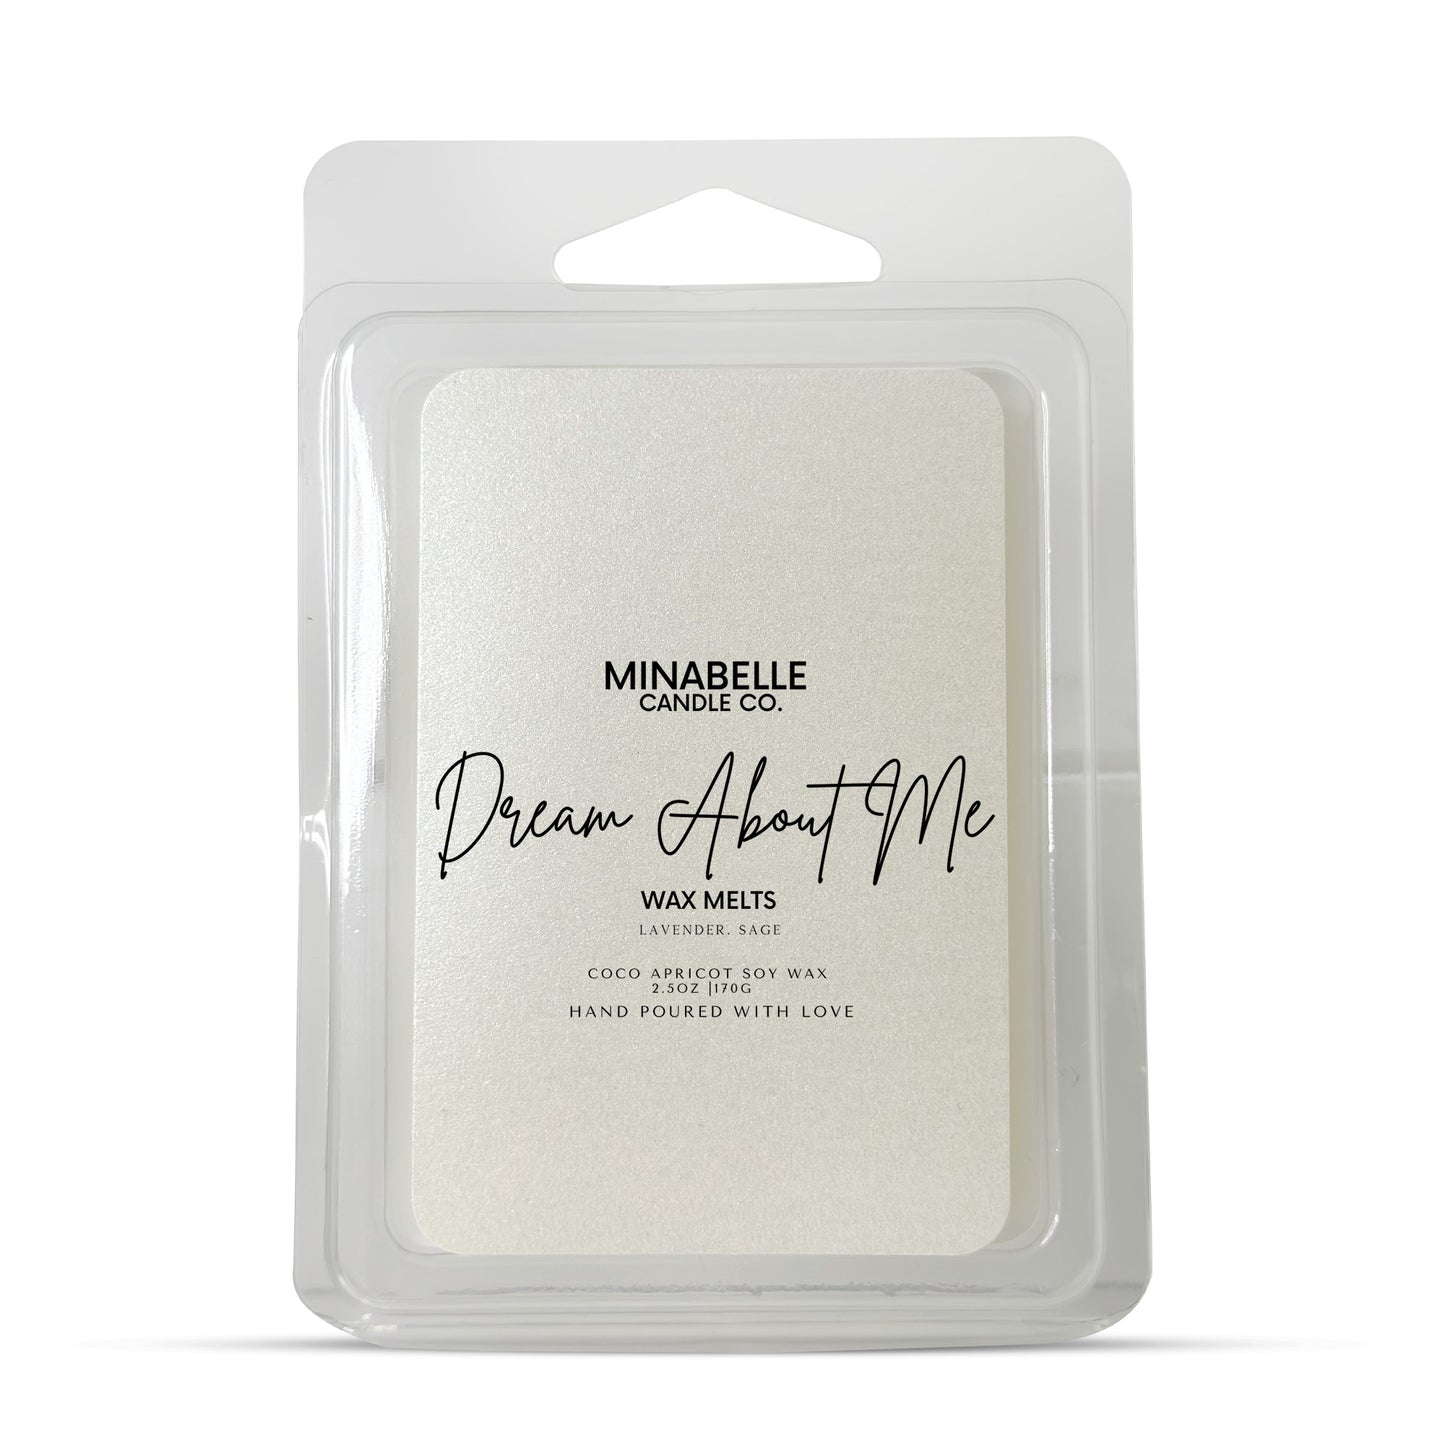 MINABELLE
CANDLE CO.
Dream About Me
WAX MELTS
LAVENDER. SAGE
COCO APRICOT SOY WAX
2.5OZ |170G
HAND POURED WITH LOVE